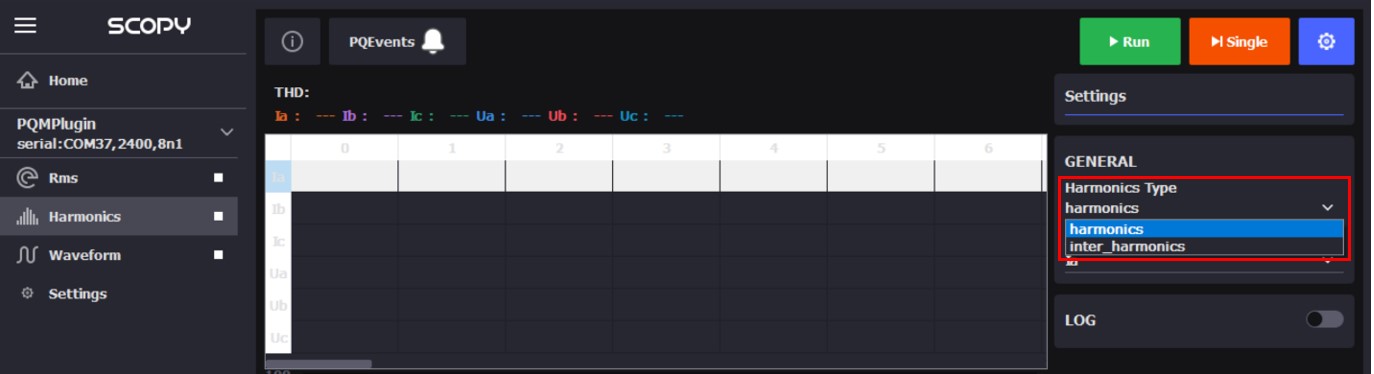 SCOPY
PQEvents
Run
Single
Home
Settings
THD:
Ia : --- Ib : --- Ic : --- Ua : --- Ub : --- Uc : ---
PQMPlugin
serial:COM37,2400,8n1
0 1 2 3 4 5 6
GENERAL
Rms
Ia
Harmonics Type
harmonics
Harmonics
Ib
harmonics
inter_harmonics
Ic
Waveform
Ia
Ua
Settings
Ub
LOG
Uc
100